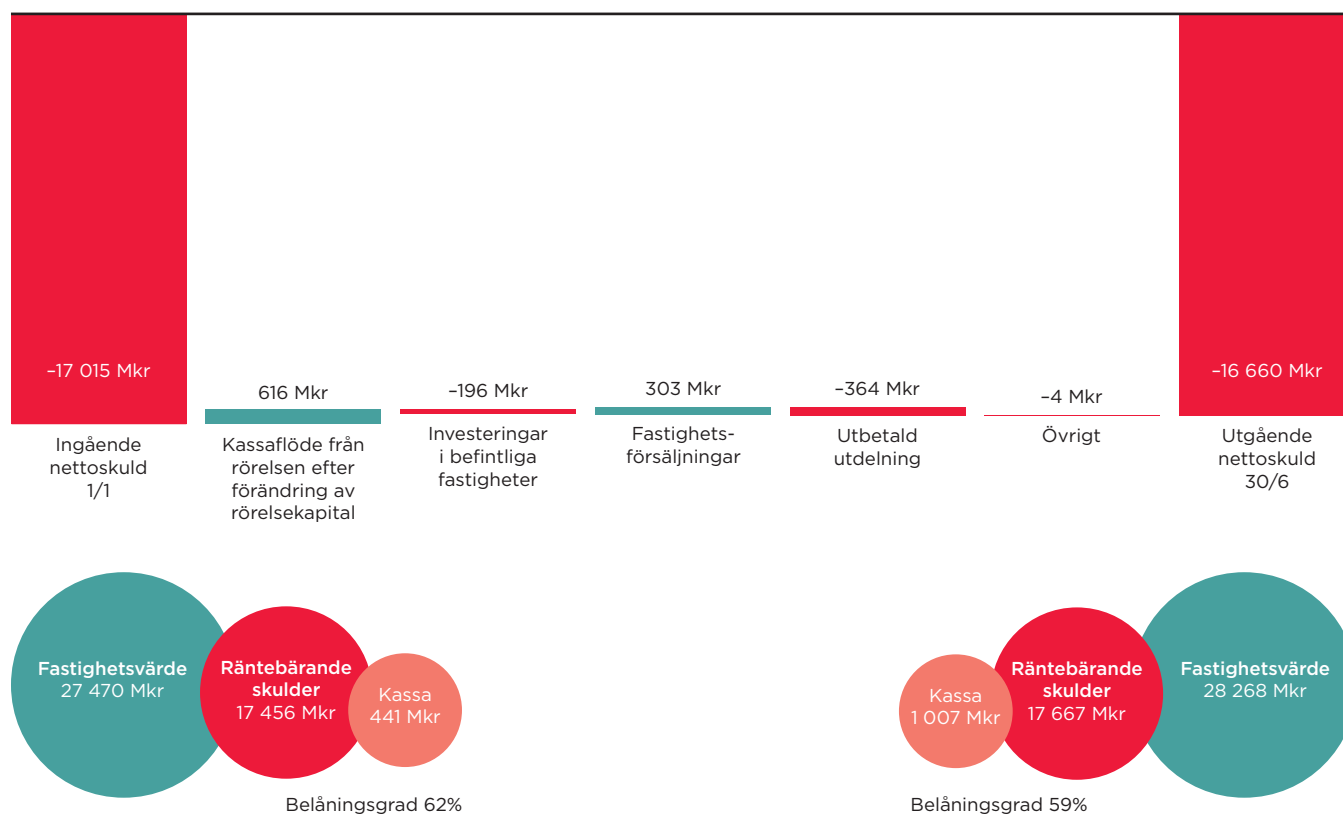 –17 015 Mkr
Ingående
nettoskuld
1/1
616 Mkr
Kassaflöde från
rörelsen efter
förändring av
rörelsekapital
–196 Mkr
Investeringar
i befintliga
fastigheter
303 Mkr
Fastighets-
försäljningar
–364 Mkr
Utbetald
utdelning
–4 Mkr
Övrigt
–16 660 Mkr
Utgående
nettoskuld
30/6
Fastighetsvärde
27 470 Mkr
Räntebärande
skulder
17 456 Mkr
Kassa
441 Mkr
Belåningsgrad 62%
Kassa
1 007 Mkr
Räntebärande
skulder
17 667 Mkr
Fastighetsvärde
28 268 Mkr
Belåningsgrad 59%